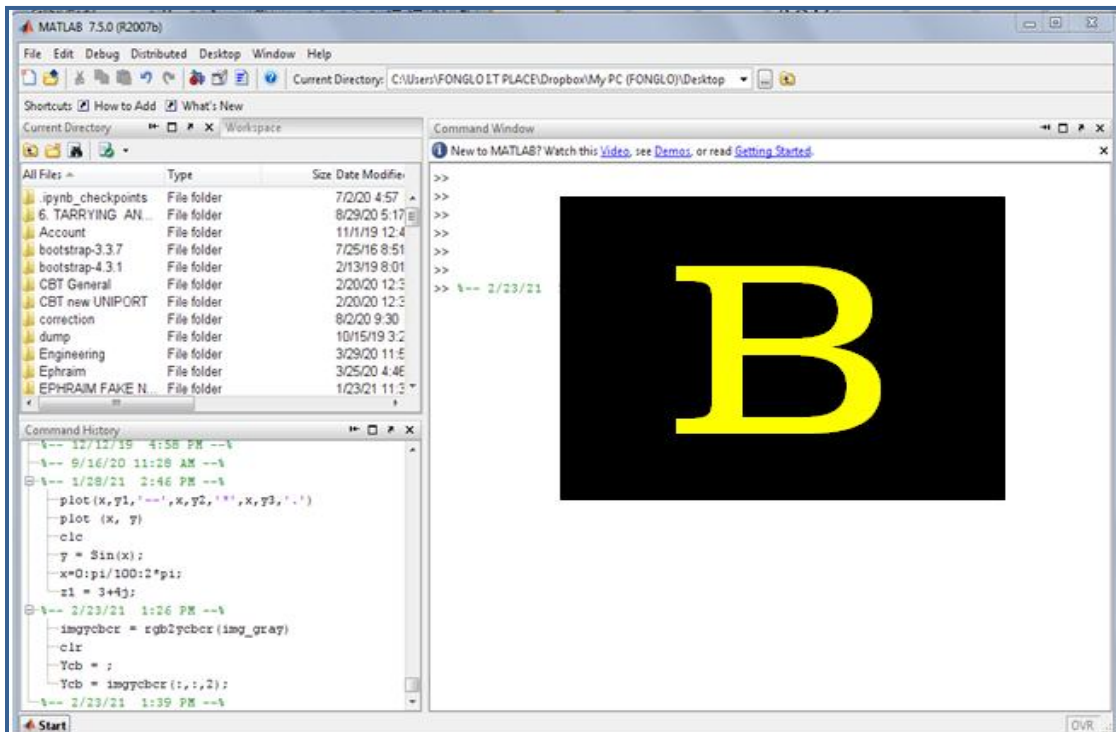 MATLAB 7.5.0 (R2007b)
File Edit Debug Distributed Desktop Window Help
Current Directory: C:\Users\FONGLO IT PLACE\Dropbox\My PC (FONGLO)\Desktop
Shortcuts How to Add What's New
Current Directory Workspace
All Files Type Size Date Modifie
.ipynb_checkpoints File folder 7/2/20 4:57
6. TARRYING AN... File folder 8/29/20 5:17
Account File folder 11/1/19 12:4
bootstrap-3.3.7 File folder 7/25/16 8:51
bootstrap-4.3.1 File folder 2/13/19 8:01
CBT General File folder 2/20/20 12:3
CBT new UNIPORT File folder 2/20/20 12:3
correction File folder 8/2/20 9:30
dump File folder 10/15/19 3:2
Engineering File folder 3/29/20 11:5
Ephraim File folder 3/25/20 4:46
EPHRAIM FAKE N... File folder 1/23/21 11:3
Command History
%-- 12/12/19 4:58 PM --%
%-- 9/16/20 11:28 AM --%
%-- 1/28/21 2:46 PM --%
plot(x,y1,'--',x,y2,'*',x,y3,'.')
plot (x, y)
clc
y = Sin(x);
x=0:pi/100:2*pi;
z1 = 3+4j;
%-- 2/23/21 1:26 PM --%
imgycbcr = rgb2ycbcr(img_gray)
clr
Ycb = ;
Ycb = imgycbcr(:,:,2);
%-- 2/23/21 1:39 PM --%
Command Window
New to MATLAB? Watch this Video, see Demos, or read Getting Started.
>>
>>
>>
>>
>>
>>
>> %-- 2/23/21
B
Start
OVR